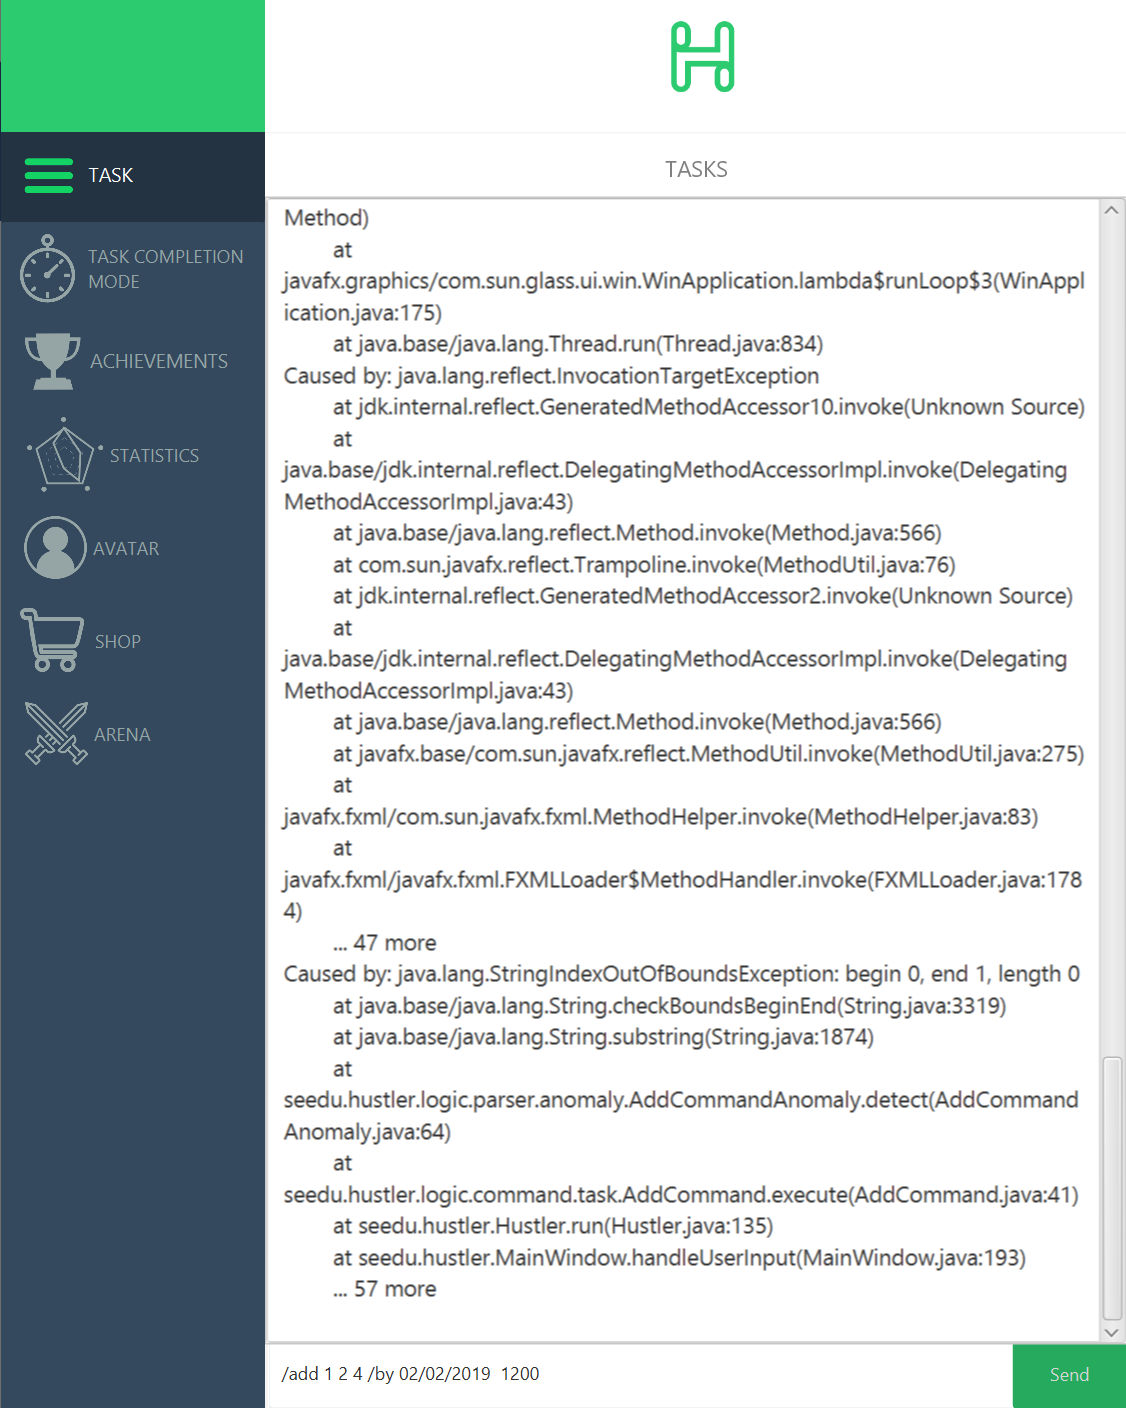 TASK
TASK COMPLETION
MODE
ACHIEVEMENTS
STATISTICS
AVATAR
SHOP
ARENA
TASKS
Method)
at
javafx.graphics/com.sun.glass.ui.win.WinApplication.lambda$runLoop$3(WinAppl
ication.java:175)
at java.base/java.lang.Thread.run(Thread.java:834)
Caused by: java.lang.reflect.InvocationTargetException
at jdk.internal.reflect.GeneratedMethodAccessor10.invoke(Unknown Source)
at
java.base/jdk.internal.reflect.DelegatingMethodAccessorImpl.invoke(Delegating
MethodAccessorImpl.java:43)
at java.base/java.lang.reflect.Method.invoke(Method.java:566)
at com.sun.javafx.reflect.Trampoline.invoke(MethodUtil.java:76)
at jdk.internal.reflect.GeneratedMethodAccessor2.invoke(Unknown Source)
at
java.base/jdk.internal.reflect.DelegatingMethodAccessorImpl.invoke(Delegating
MethodAccessorImpl.java:43)
at java.base/java.lang.reflect.Method.invoke(Method.java:566)
at javafx.base/com.sun.javafx.reflect.MethodUtil.invoke(MethodUtil.java:275)
at
javafx.fxml/com.sun.javafx.fxml.MethodHelper.invoke(MethodHelper.java:83)
at
javafx.fxml/javafx.fxml.FXMLLoader$MethodHandler.invoke(FXMLLoader.java:178
4)
... 47 more
Caused by: java.lang.StringIndexOutOfBoundsException: begin 0, end 1, length 0
at java.base/java.lang.String.checkBoundsBeginEnd(String.java:3319)
at java.base/java.lang.String.substring(String.java:1874)
at
seedu.hustler.logic.parser.anomaly.AddCommandAnomaly.detect(AddCommand
Anomaly.java:64)
at
seedu.hustler.logic.command.task.AddCommand.execute(AddCommand.java:41)
at seedu.hustler.Hustler.run(Hustler.java:135)
at seedu.hustler.MainWindow.handleUserInput(MainWindow.java:193)
... 57 more
/add 1 2 4 /by 02/02/2019  1200
Send